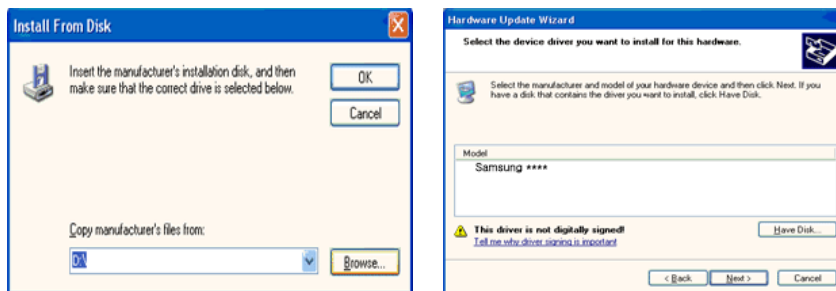 Install From Disk
Insert the manufacturer's installation disk, and then
make sure that the correct drive is selected below.
OK
Cancel
Copy manufacturer's files from:
D:\
Browse...
Hardware Update Wizard
Select the device driver you want to install for this hardware.
Select the manufacturer and model of your hardware device and then click Next. If you
have a disk that contains the driver you want to install, click Have Disk.
Model
Samsung ****
This driver is not digitally signed!
Tell me why driver signing is important
Have Disk...
< Back
Next >
Cancel